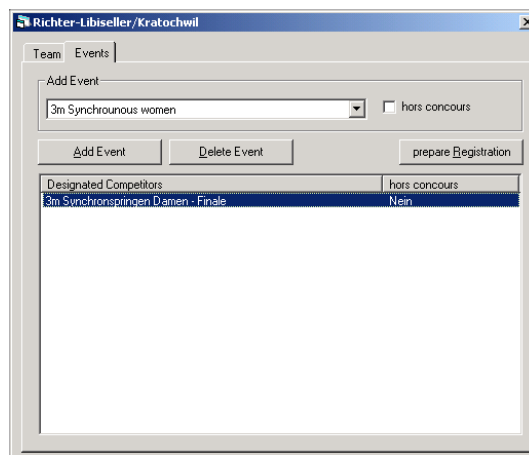 Richter-Libiseller/Kratochwil
Team Events
Add Event
3m Synchrounous women hors concours
Add Event Delete Event prepare Registration
Designated Competitors hors concours
3m Synchronspringen Damen - Finale Nein